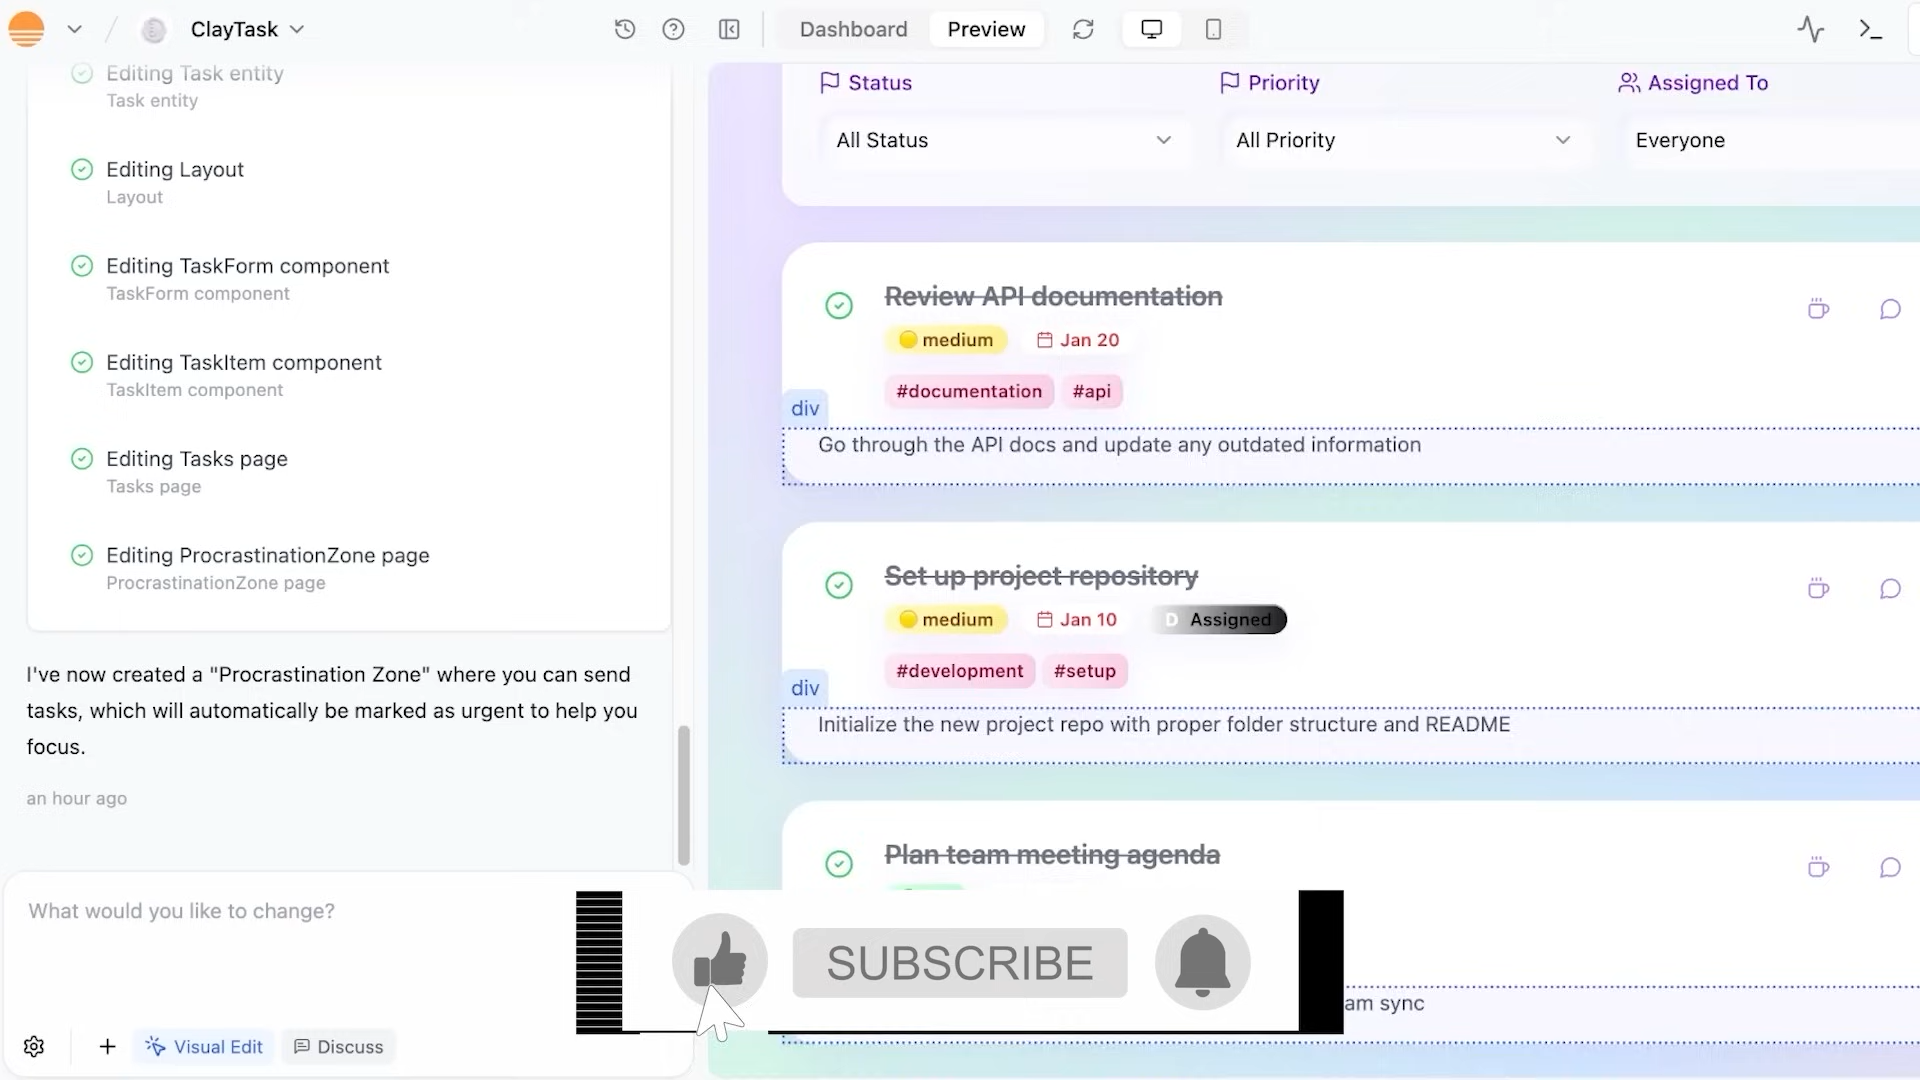 ClayTask
Dashboard
Preview
Editing Task entity
Task entity
Editing Layout
Layout
Editing TaskForm component
TaskForm component
Editing TaskItem component
TaskItem component
Editing Tasks page
Tasks page
Editing ProcrastinationZone page
ProcrastinationZone page
I've now created a "Procrastination Zone" where you can send
tasks, which will automatically be marked as urgent to help you
focus.
an hour ago
What would you like to change?
Visual Edit
Discuss
Status
Priority
Assigned To
All Status
All Priority
Everyone
Review API documentation
medium
Jan 20
#documentation
#api
div
Go through the API docs and update any outdated information
Set up project repository
medium
Jan 10
D Assigned
#development
#setup
div
Initialize the new project repo with proper folder structure and README
Plan team meeting agenda
SUBSCRIBE
am sync